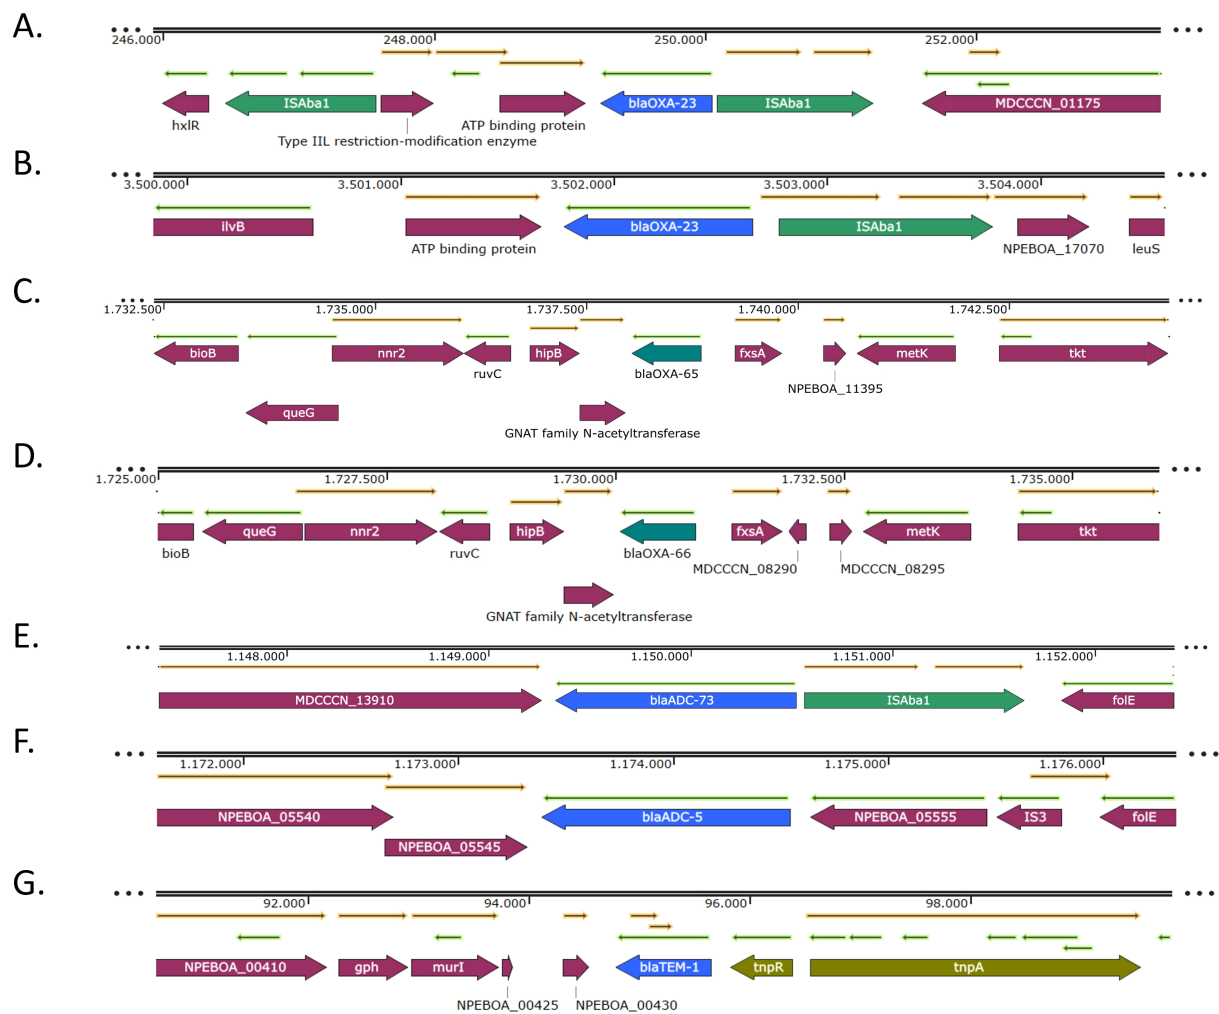 A.
246.000 248.000 250.000 252.000
ISAba1 blaOXA-23 ISAba1 MDCCCN_01175
hxlR ATP binding protein
Type IIL restriction-modification enzyme
B.
3.500.000 3.501.000 3.502.000 3.503.000 3.504.000
ilvB blaOXA-23 ISAba1
ATP binding protein NPEBOA_17070 leuS
C.
1.732.500 1.735.000 1.737.500 1.740.000 1.742.500
bioB nnr2 hipB fxsA metK tkt
ruvC blaOXA-65
NPEBOA_11395
queG
GNAT family N-acetyltransferase
D.
1.725.000 1.727.500 1.730.000 1.732.500 1.735.000
queG nnr2 hipB fxsA metK tkt
bioB ruvC blaOXA-66
MDCCCN_08290 MDCCCN_08295
GNAT family N-acetyltransferase
E.
1.148.000 1.149.000 1.150.000 1.151.000 1.152.000
MDCCCN_13910 blaADC-73 ISAba1 folE
F.
1.172.000 1.173.000 1.174.000 1.175.000 1.176.000
NPEBOA_05540 blaADC-5 NPEBOA_05555 IS3 folE
NPEBOA_05545
G.
92.000 94.000 96.000 98.000
NPEBOA_00410 gph murI blaTEM-1 tnpR tnpA
NPEBOA_00425 NPEBOA_00430